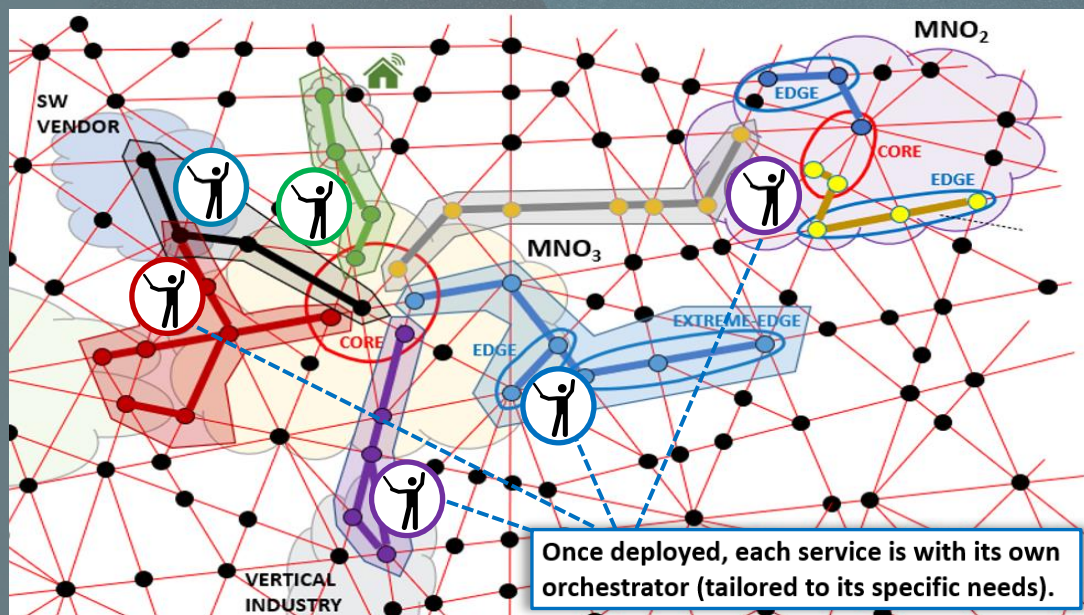 MNO₂
SW
VENDOR
EDGE
CORE
EDGE
MNO₃
EXTREME-EDGE
CORE
EDGE
Once deployed, each service is with its own
orchestrator (tailored to its specific needs).
VERTICAL
INDUSTRY